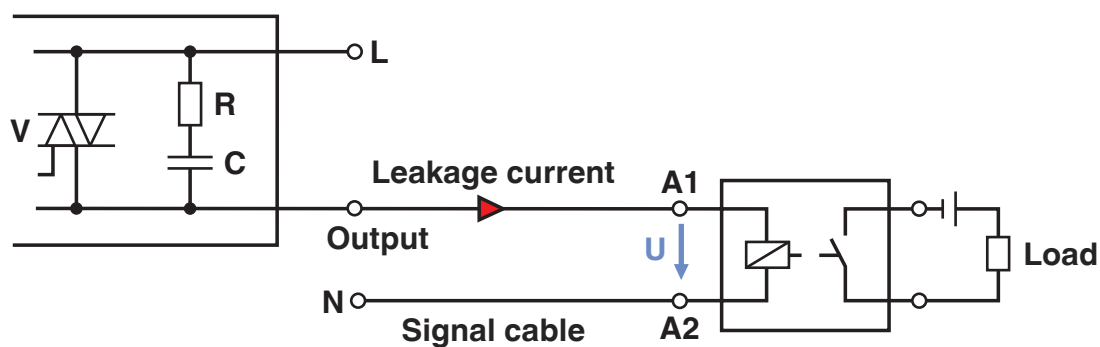 L
R
V
C
Leakage current
A1
Output
U
Load
N
Signal cable
A2